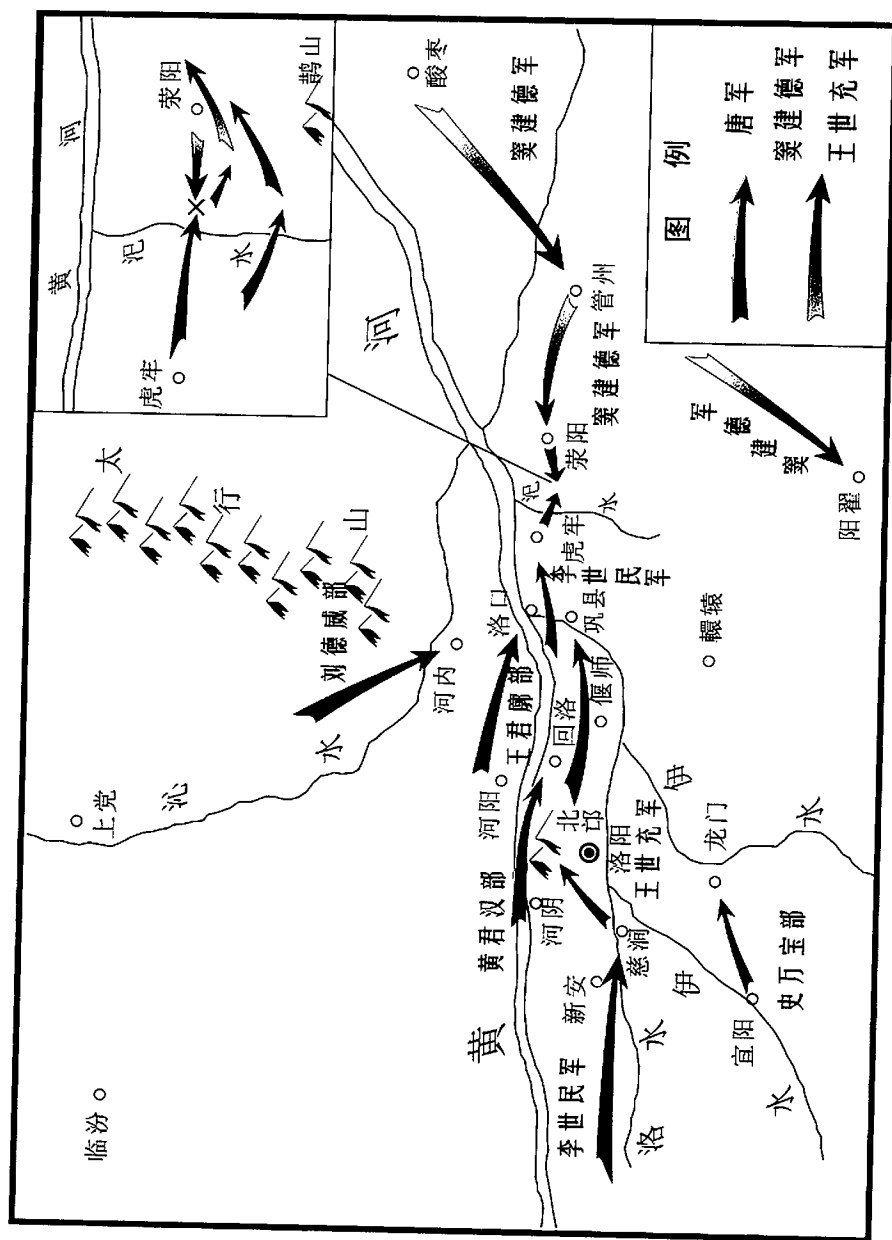 黄河
汜水
虎牢
荥阳
鹊山
酸枣
窦建德军
管州
窦建德军
荥阳
汜水
虎牢
李世民军
河
太行山
刘德威部
河内
沁水
上党
临汾
洛口
巩县
王君廓部
河阳
回洛
偃师
轘辕
窦建德军
阳翟
黄君汉部
河阴
北邙
洛阳
王世充军
慈涧
新安
李世民军
黄
洛水
伊水
伊水
龙门
史万宝部
宜阳
图例
唐军
窦建德军
王世充军